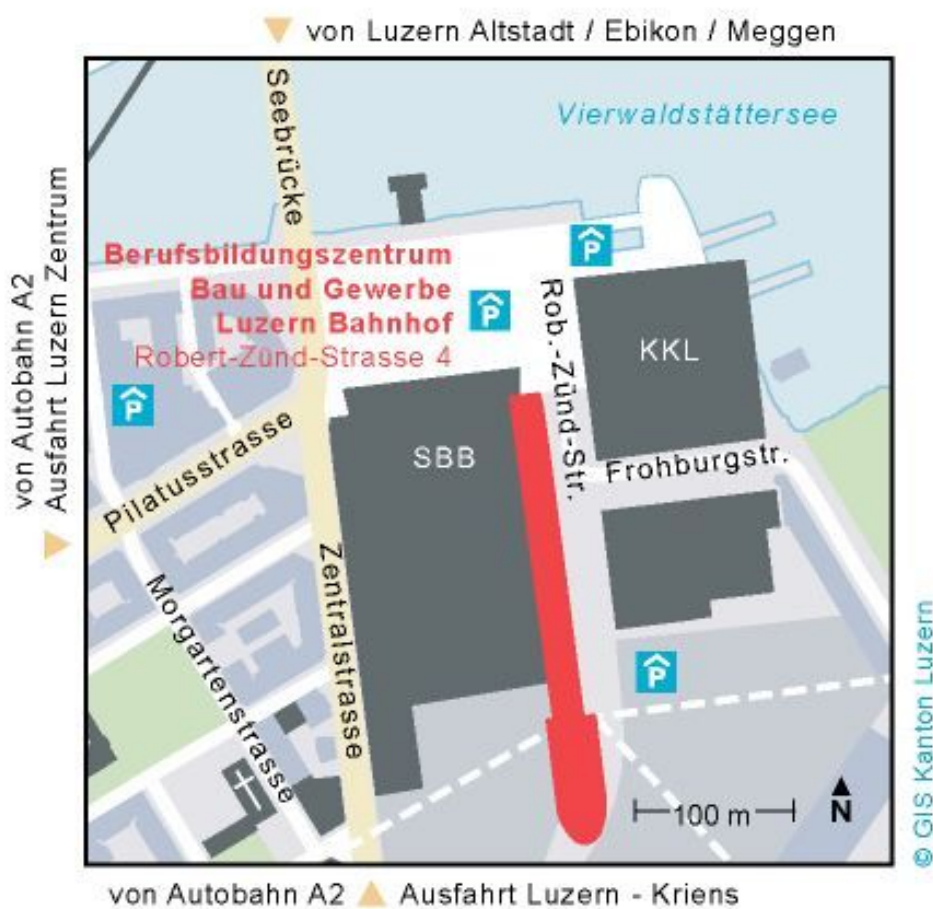 von Luzern Altstadt / Ebikon / Meggen
Vierwaldstättersee
Seebrücke
von Autobahn A2
Ausfahrt Luzern Zentrum
Berufsbildungszentrum
Bau und Gewerbe
Luzern Bahnhof
Robert-Zünd-Strasse 4
P
P
P
Rob.-Zünd-Str.
KKL
SBB
Frohburgstr.
Pilatusstrasse
Morgartenstrasse
Zentralstrasse
P
100 m
N
© GIS Kanton Luzern
von Autobahn A2 Ausfahrt Luzern - Kriens